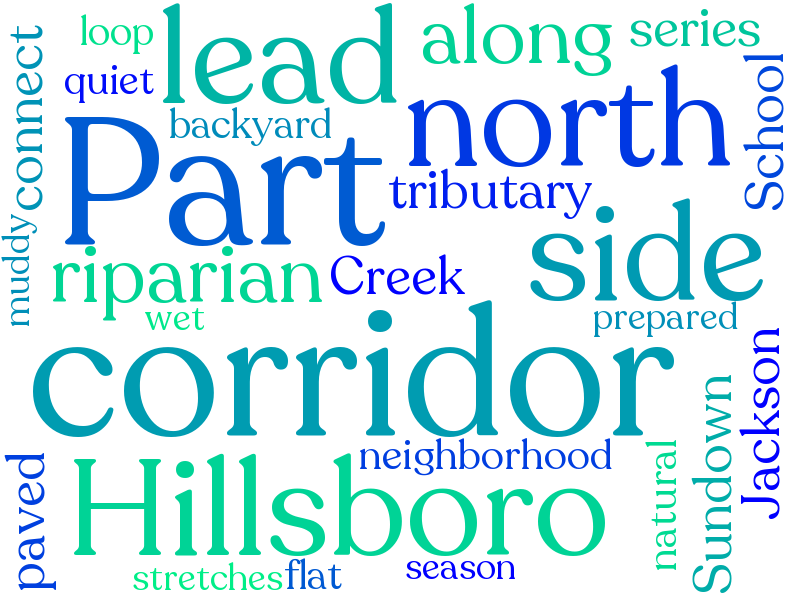 loop
lead
along
series
connect
quiet
north
School
backyard
Part
tributary
side
muddy
riparian
Creek
wet
prepared
corridor
Jackson
Sundown
neighborhood
natural
paved
Hillsboro
stretches
flat
season